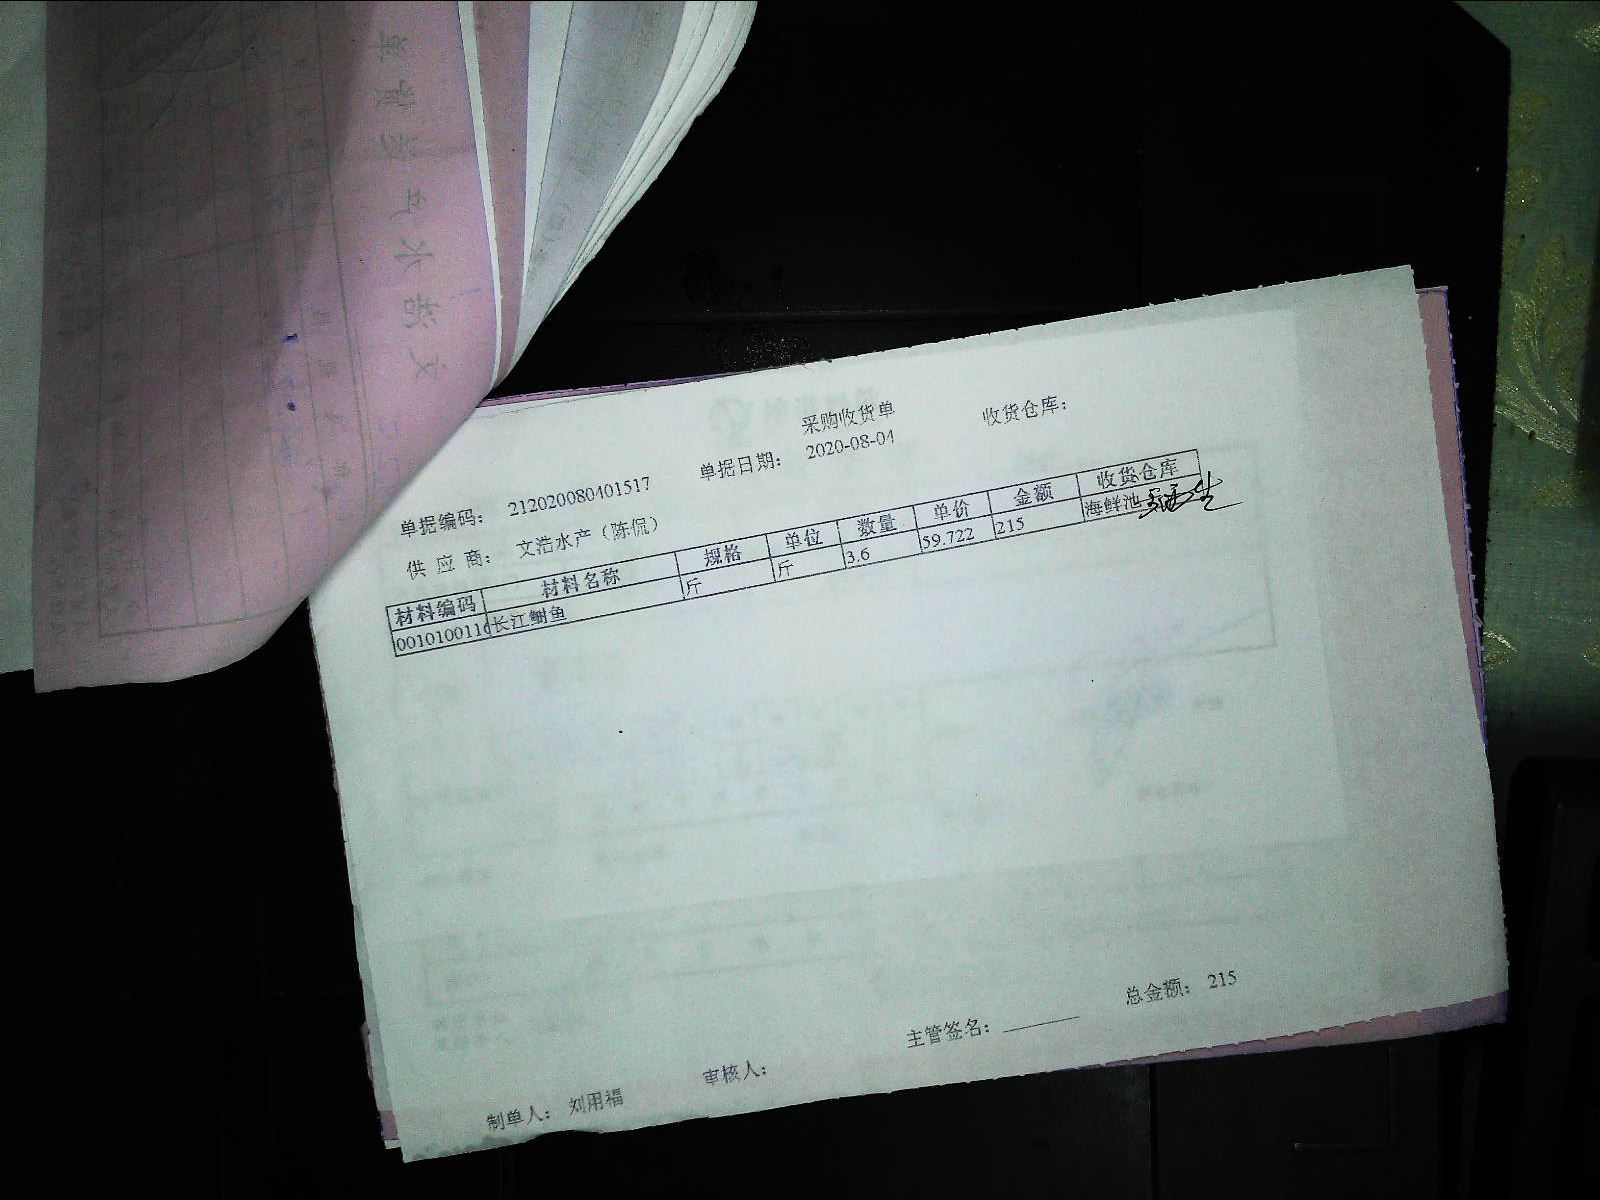 采购收货单
单据编码： 212020080401517 单据日期： 2020-08-04 收货仓库：
供 应 商： 文浩水产（陈侃）
材料编码 材料名称 规格 单位 数量 单价 金额 收货仓库
0010100116 长江鲥鱼 斤 斤 3.6 59.722 215 海鲜池
总金额： 215
制单人： 刘用福 审核人： 主管签名：